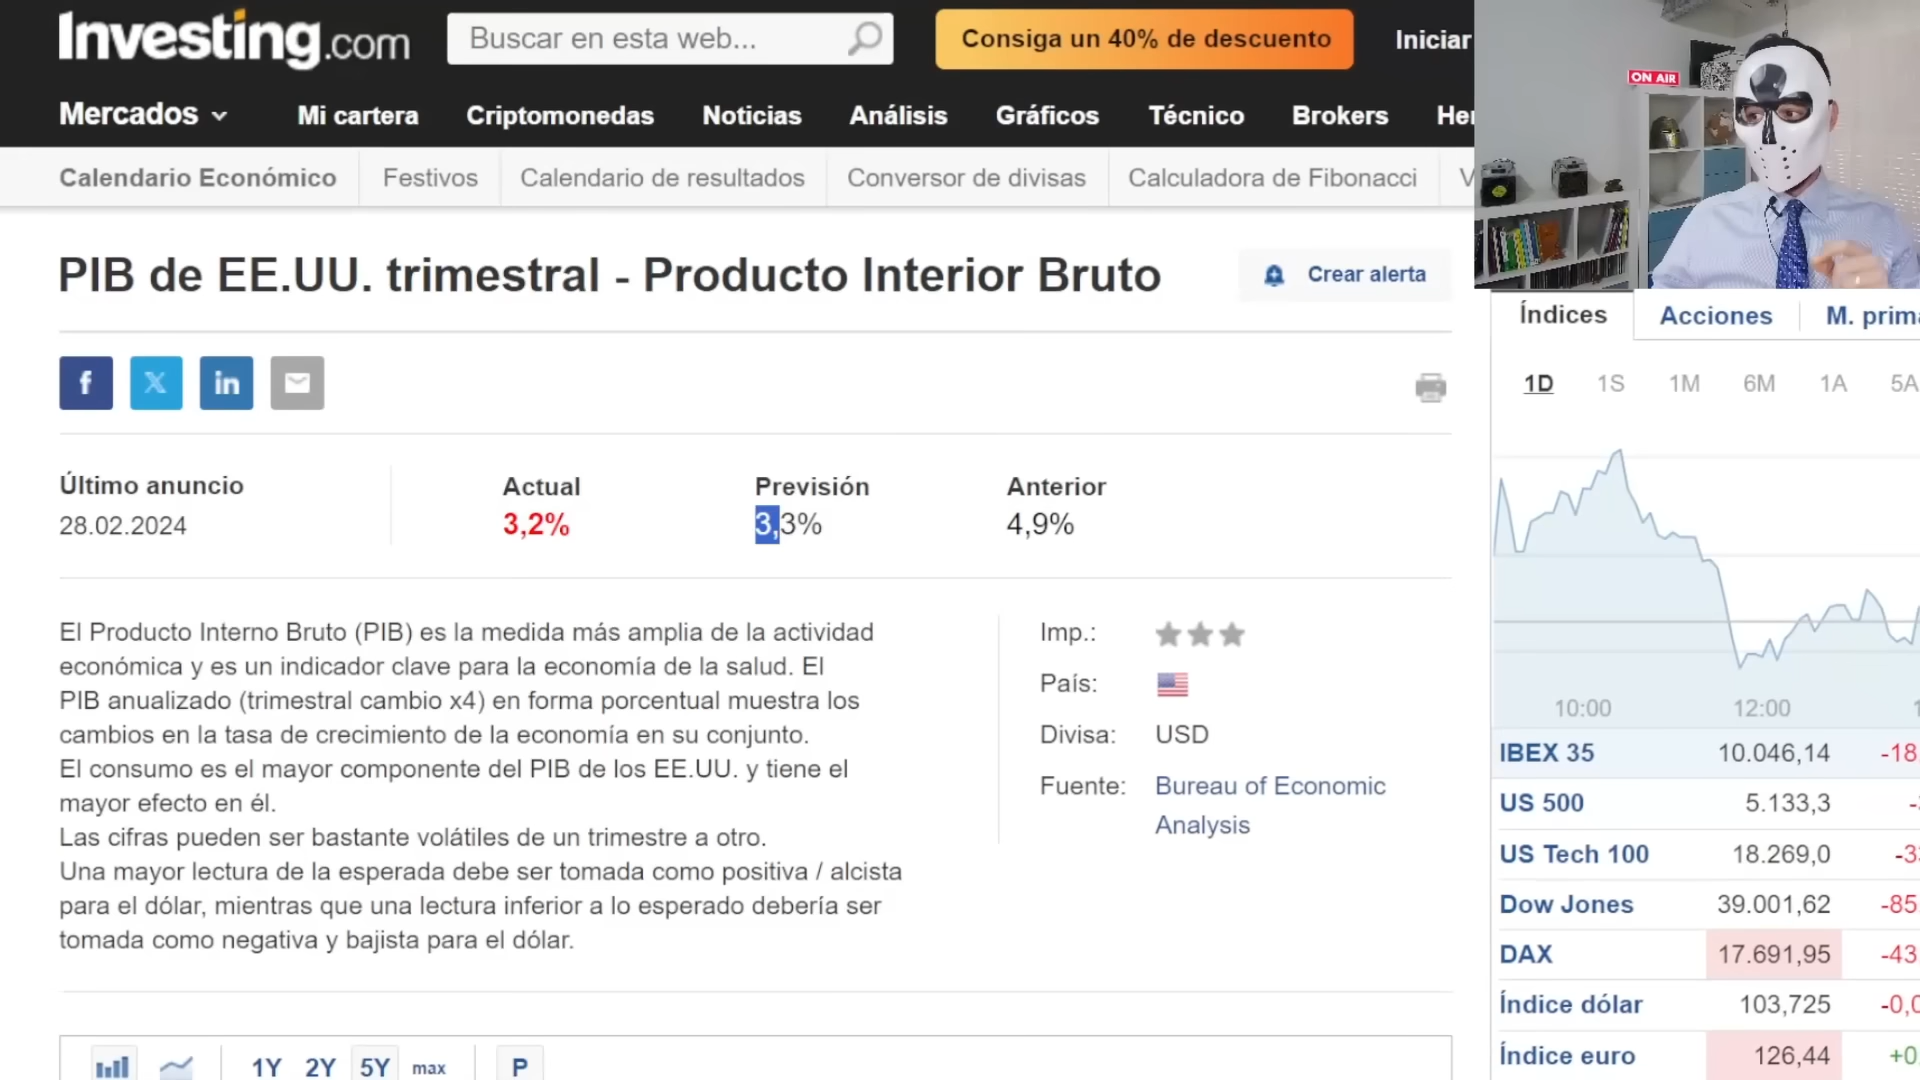 Investing.com
Buscar en esta web...
Consiga un 40% de descuento
Iniciar
Mercados
Mi cartera
Criptomonedas
Noticias
Análisis
Gráficos
Técnico
Brokers
Calendario Económico
Festivos
Calendario de resultados
Conversor de divisas
Calculadora de Fibonacci
ON AIR
PIB de EE.UU. trimestral - Producto Interior Bruto
Crear alerta
Último anuncio
28.02.2024
Actual
3,2%
Previsión
3,3%
Anterior
4,9%
El Producto Interno Bruto (PIB) es la medida más amplia de la actividad
económica y es un indicador clave para la economía de la salud. El
PIB anualizado (trimestral cambio x4) en forma porcentual muestra los
cambios en la tasa de crecimiento de la economía en su conjunto.
El consumo es el mayor componente del PIB de los EE.UU. y tiene el
mayor efecto en él.
Las cifras pueden ser bastante volátiles de un trimestre a otro.
Una mayor lectura de la esperada debe ser tomada como positiva / alcista
para el dólar, mientras que una lectura inferior a lo esperado debería ser
tomada como negativa y bajista para el dólar.
Imp.:
País:
Divisa: USD
Fuente: Bureau of Economic
Analysis
1Y 2Y 5Y max P
Índices Acciones M.
1D 1S 1M 6M 1A 5A
10:00 12:00
IBEX 35 10.046,14 -18
US 500 5.133,3
US Tech 100 18.269,0
Dow Jones 39.001,62 -85
DAX 17.691,95 -43
Índice dólar 103,725 -0,0
Índice euro 126,44 +0